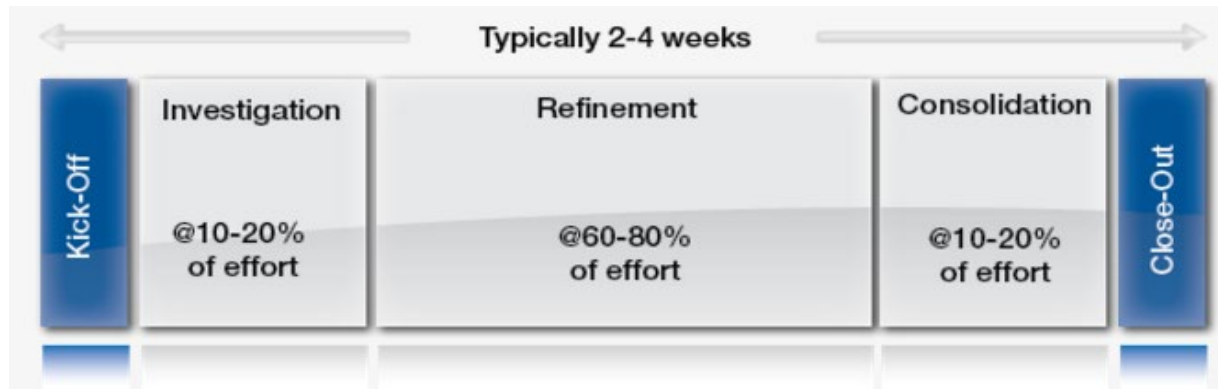 Typically 2-4 weeks
Kick-Off
Investigation
@10-20%
of effort
Refinement
@60-80%
of effort
Consolidation
@10-20%
of effort
Close-Out